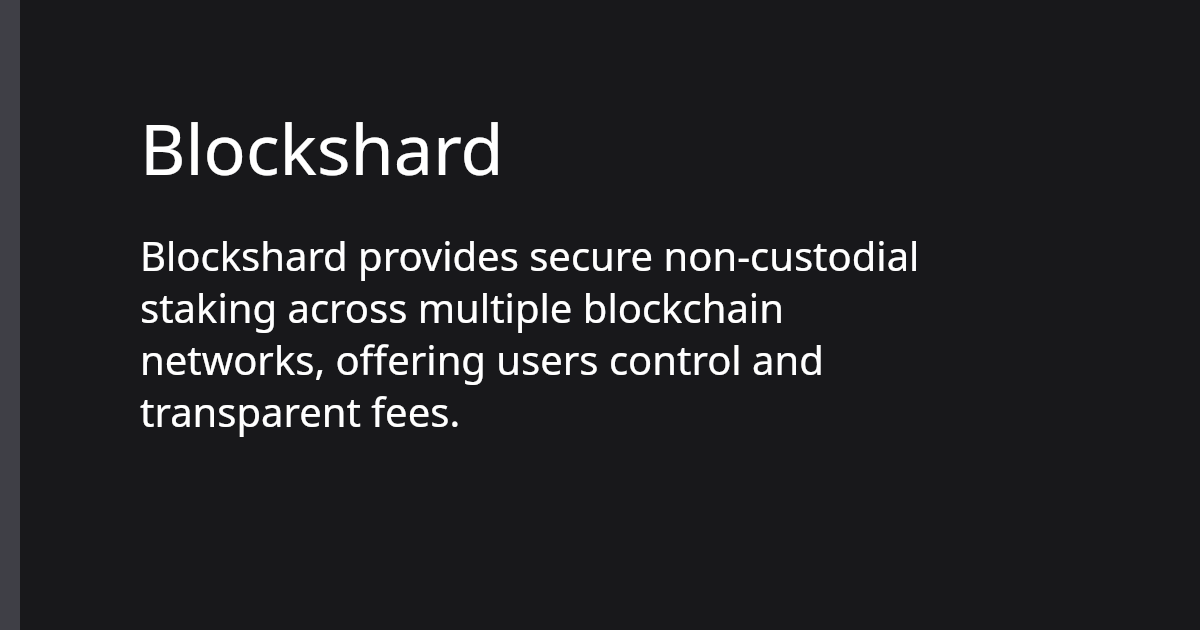 Blockshard
Blockshard provides secure non-custodial
staking across multiple blockchain
networks, offering users control and
transparent fees.